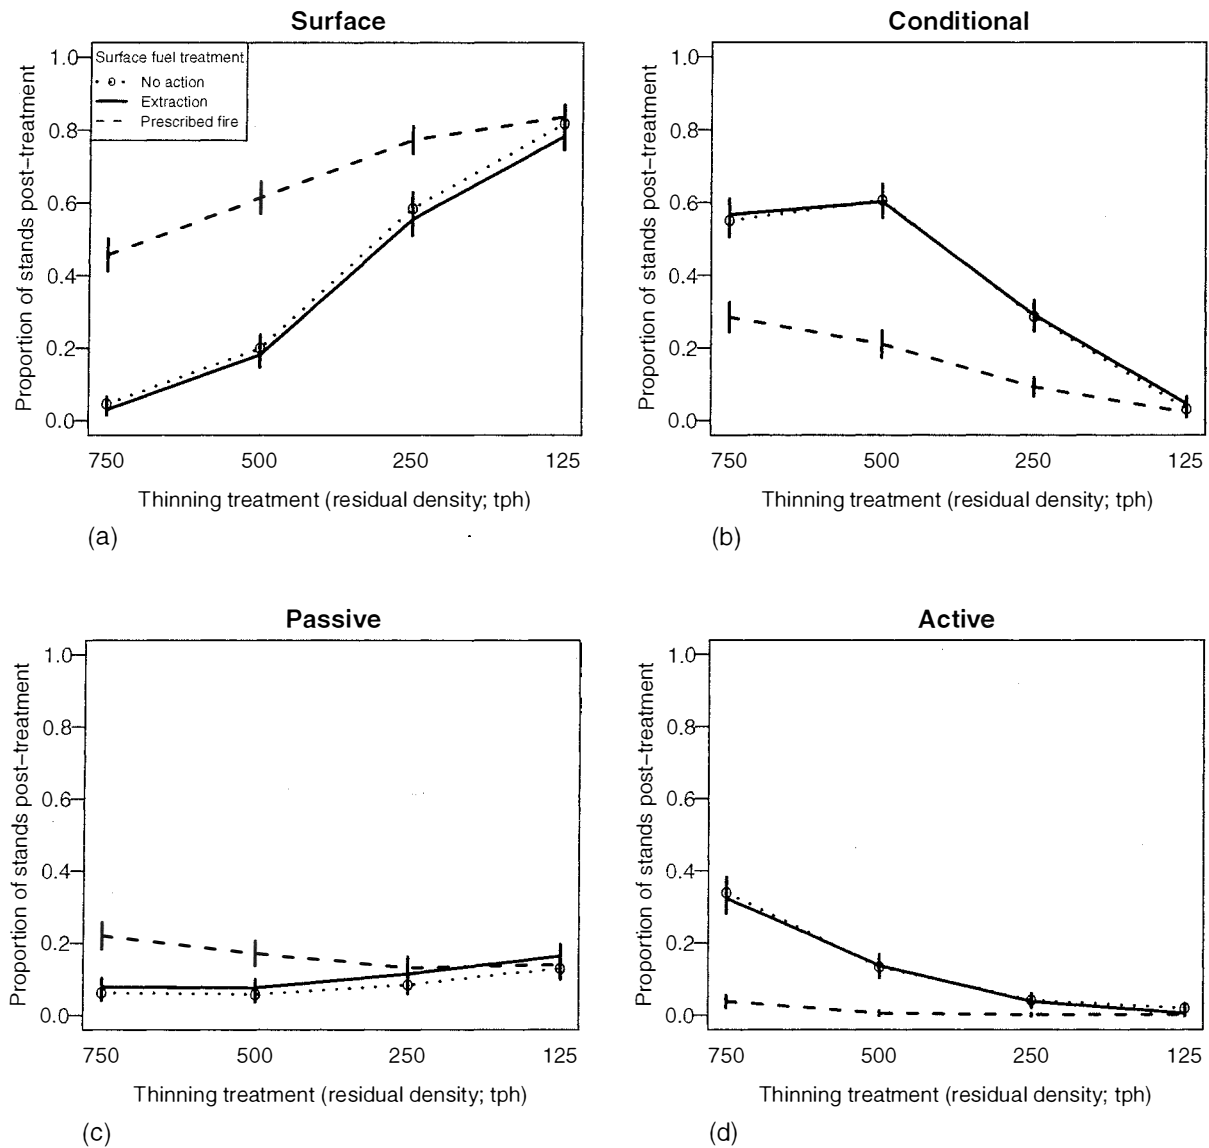 Surface
Proportion of stands post-treatment
1.0
0.8
0.6
0.4
0.2
0.0
Surface fuel treatment
No action
Extraction
Prescribed fire
750 500 250 125
Thinning treatment (residual density; tph)
(a)
Conditional
Proportion of stands post-treatment
1.0
0.8
0.6
0.4
0.2
0.0
750 500 250 125
Thinning treatment (residual density; tph)
(b)
Passive
Proportion of stands post-treatment
1.0
0.8
0.6
0.4
0.2
0.0
750 500 250 125
Thinning treatment (residual density; tph)
(c)
Active
Proportion of stands post-treatment
1.0
0.8
0.6
0.4
0.2
0.0
750 500 250 125
Thinning treatment (residual density; tph)
(d)